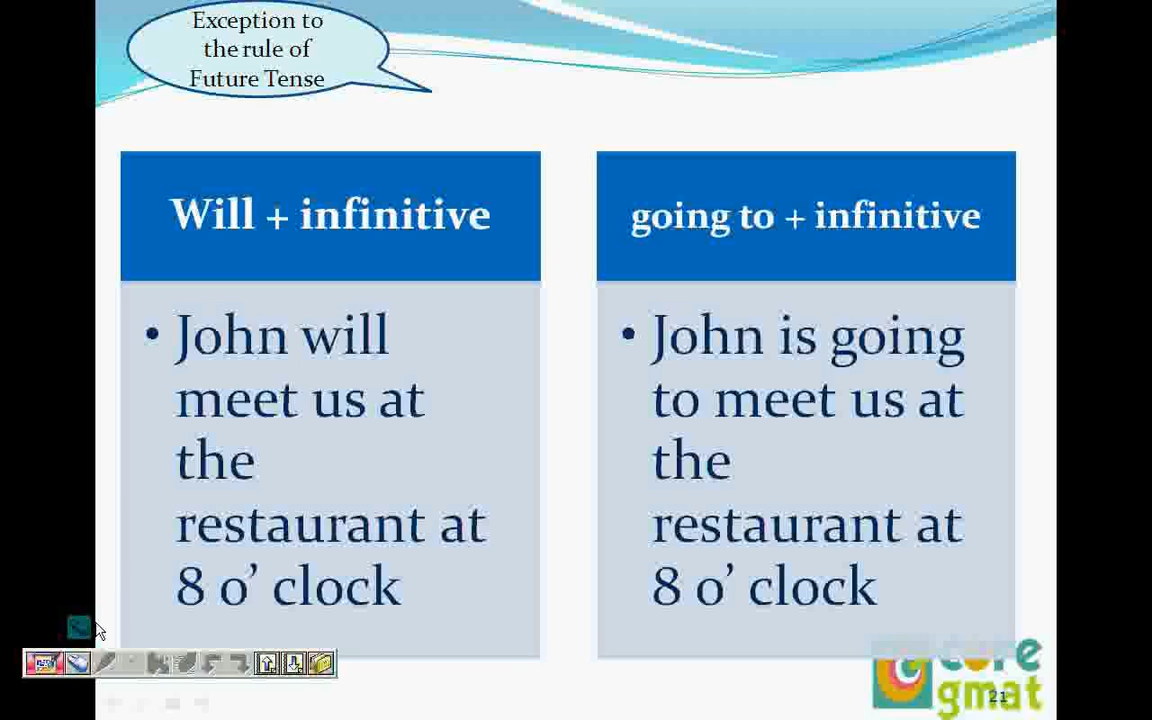 Exception to
the rule of
Future Tense
Will + infinitive
• John will
meet us at
the
restaurant at
8 o’ clock
going to + infinitive
• John is going
to meet us at
the
restaurant at
8 o’ clock
core
gmat
21